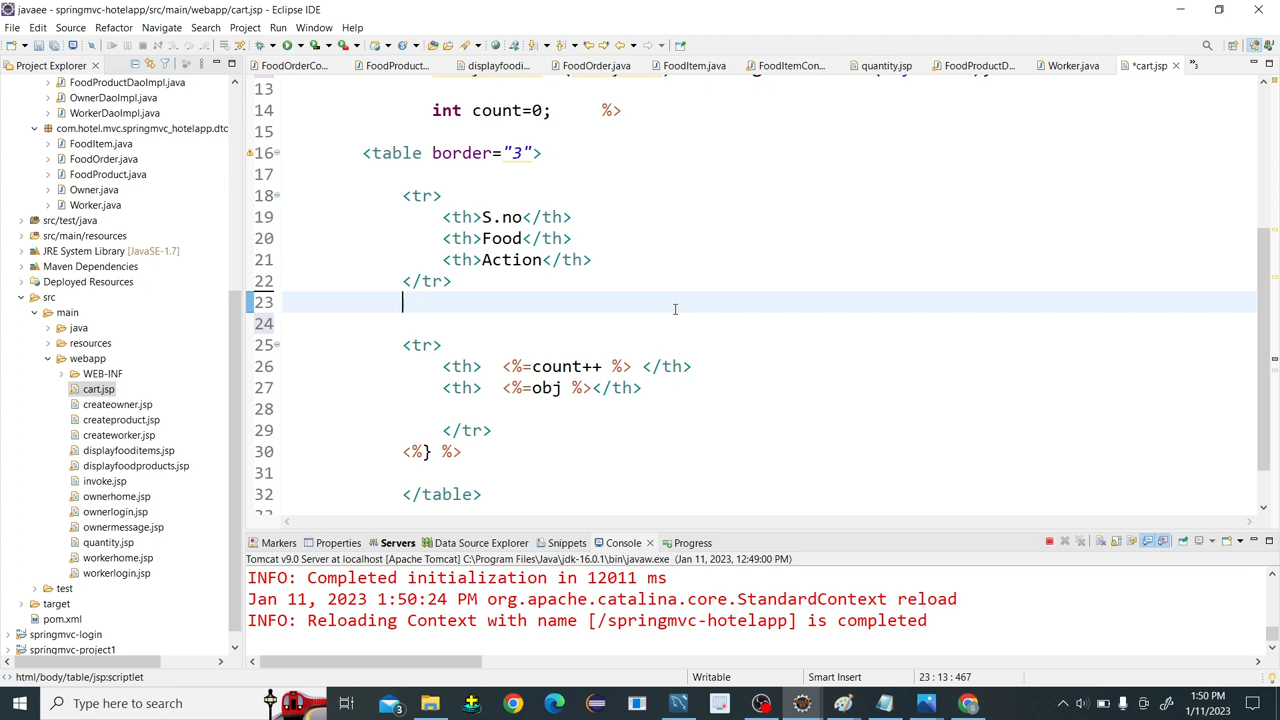 javaee - springmvc-hotelapp/src/main/webapp/cart.jsp - Eclipse IDE
File Edit Source Refactor Navigate Search Project Run Window Help
Project Explorer
FoodOrderCo... FoodProduct... displayfoodi... FoodOrder.java FoodItem.java FoodItemCon... quantity.jsp FoodProductD... Worker.java *cart.jsp
FoodProductDaoImpl.java
OwnerDaoImpl.java
WorkerDaoImpl.java
com.hotel.mvc.springmvc_hotelapp.dto
FoodItem.java
FoodOrder.java
FoodProduct.java
Owner.java
Worker.java
src/test/java
src/main/resources
JRE System Library [JavaSE-1.7]
Maven Dependencies
Deployed Resources
src
main
java
resources
webapp
WEB-INF
cart.jsp
createowner.jsp
createproduct.jsp
createworker.jsp
displayfooditems.jsp
displayfoodproducts.jsp
invoke.jsp
ownerhome.jsp
ownerlogin.jsp
ownermessage.jsp
quantity.jsp
workerhome.jsp
workerlogin.jsp
test
target
pom.xml
springmvc-login
springmvc-project1
13
14 int count=0; %>
15
16 <table border="3">
17
18 <tr>
19 <th>S.no</th>
20 <th>Food</th>
21 <th>Action</th>
22 </tr>
23
24
25 <tr>
26 <th> <%=count++ %> </th>
27 <th> <%=obj %></th>
28
29 </tr>
30 <%} %>
31
32 </table>
Markers Properties Servers Data Source Explorer Snippets Console Progress
Tomcat v9.0 Server at localhost [Apache Tomcat] C:\Program Files\Java\jdk-16.0.1\bin\javaw.exe (Jan 11, 2023, 12:49:00 PM)
INFO: Completed initialization in 12011 ms
Jan 11, 2023 1:50:24 PM org.apache.catalina.core.StandardContext reload
INFO: Reloading Context with name [/springmvc-hotelapp] is completed
html/body/table/jsp:scriptlet Writable Smart Insert 23 : 13 : 467
Type here to search
1:50 PM
1/11/2023